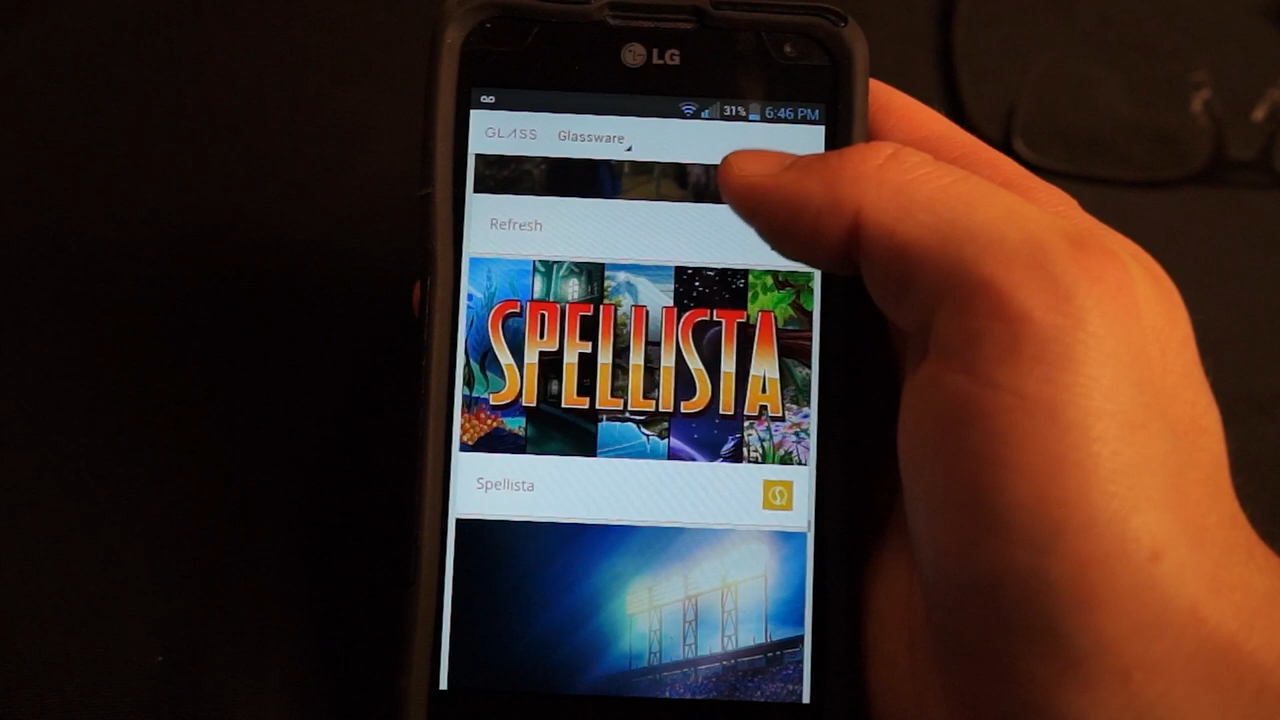 LG
31% 6:46 PM
GLASS Glassware
Refresh
SPELLISTA
Spellista